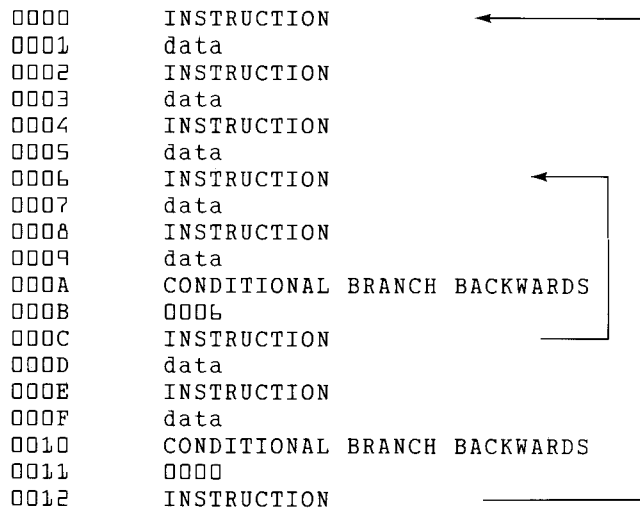 0000 INSTRUCTION
0001 data
0002 INSTRUCTION
0003 data
0004 INSTRUCTION
0005 data
0006 INSTRUCTION
0007 data
0008 INSTRUCTION
0009 data
000A CONDITIONAL BRANCH BACKWARDS
000B 0006
000C INSTRUCTION
000D data
000E INSTRUCTION
000F data
0010 CONDITIONAL BRANCH BACKWARDS
0011 0000
0012 INSTRUCTION